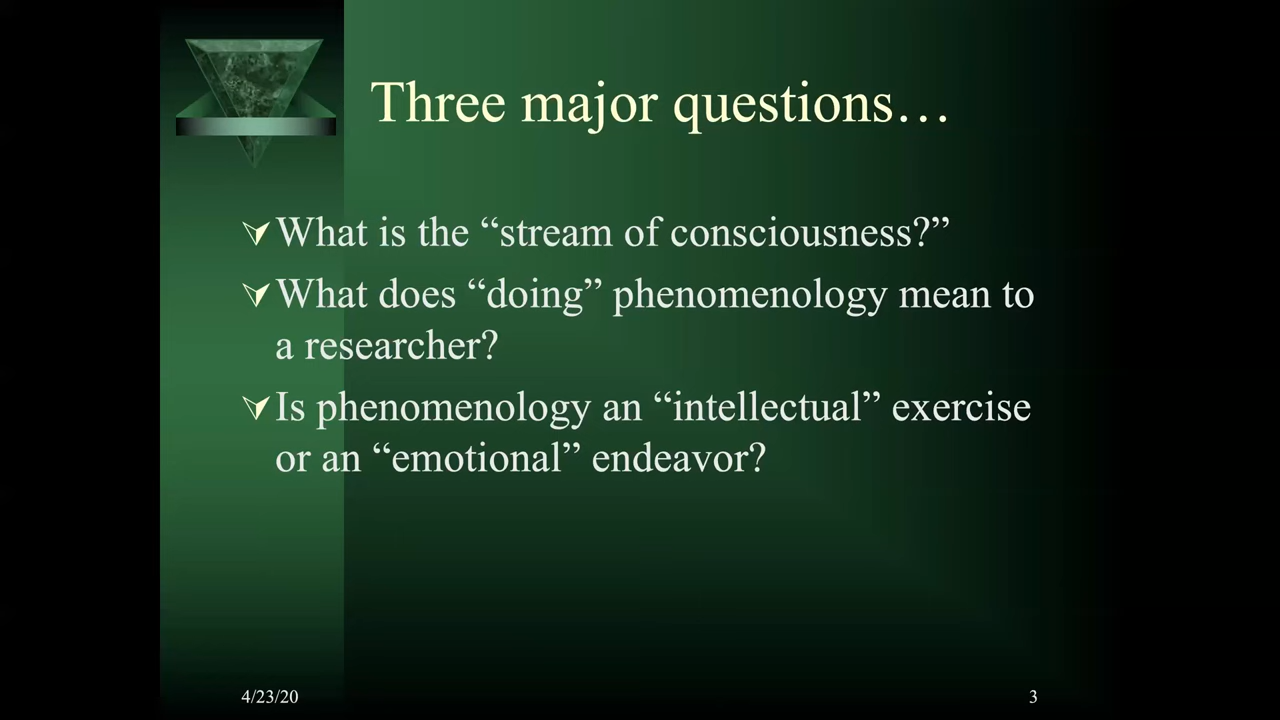 Three major questions…
What is the “stream of consciousness?”
What does “doing” phenomenology mean to
a researcher?
Is phenomenology an “intellectual” exercise
or an “emotional” endeavor?
4/23/20
3